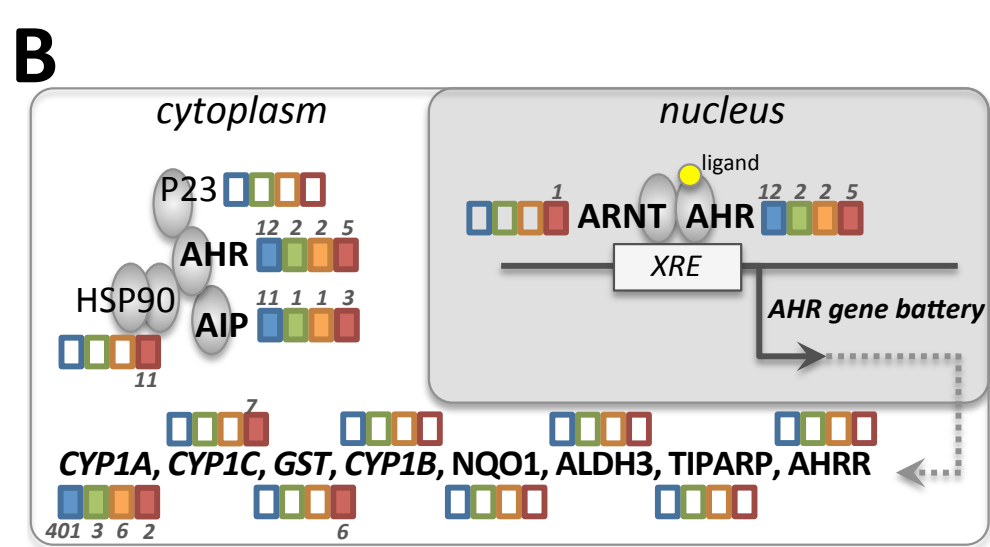 B
cytoplasm
nucleus
P23
12 2 2 5
AHR
11 1 1 3
HSP90
AIP
11
ligand
1
ARNT
AHR
12 2 2 5
XRE
AHR gene battery
7
CYP1A, CYP1C, GST, CYP1B, NQO1, ALDH3, TIPARP, AHRR
401 3 6 2
6